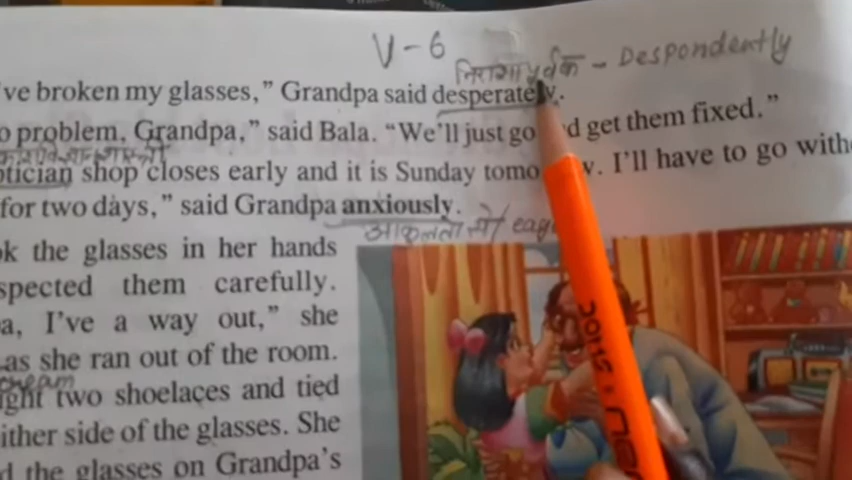 V-6
निराशापूर्वक - Despondently
've broken my glasses," Grandpa said desperately.
o problem, Grandpa," said Bala. "We'll just go and get them fixed."
ptician shop closes early and it is Sunday tomo w. I'll have to go with
for two days," said Grandpa anxiously.
आकुलता से/ eag
ok the glasses in her hands
spected them carefully.
a, I've a way out," she
as she ran out of the room.
ght two shoelaces and tied
ither side of the glasses. She
d the glasses on Grandpa's